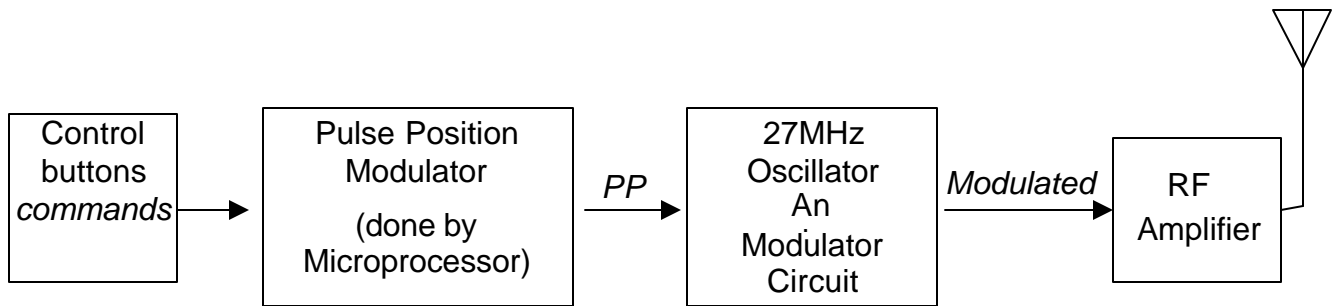 Control
buttons
commands
Pulse Position
Modulator
(done by
Microprocessor)
PP
27MHz
Oscillator
An
Modulator
Circuit
Modulated
RF
Amplifier